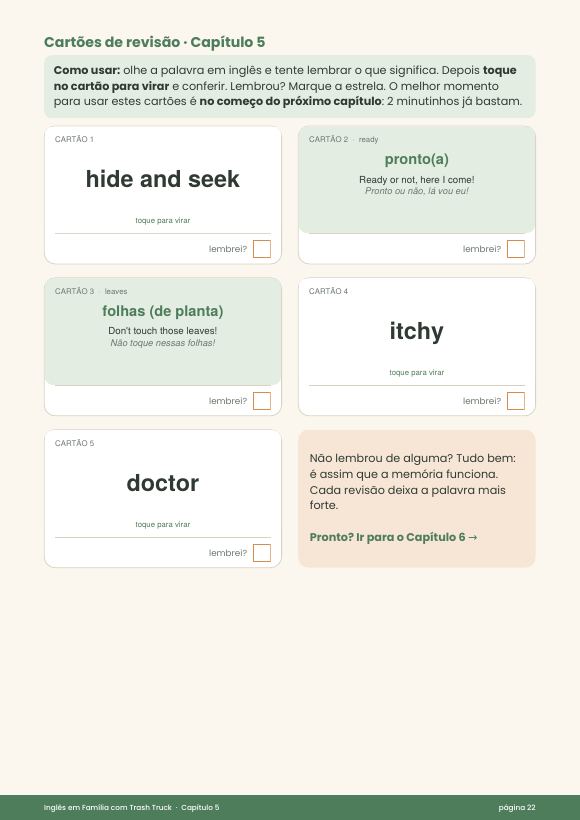 Cartões de revisão · Capítulo 5
Como usar: olhe a palavra em inglês e tente lembrar o que significa. Depois toque
no cartão para virar e conferir. Lembrou? Marque a estrela. O melhor momento
para usar estes cartões é no começo do próximo capítulo: 2 minutinhos já bastam.
CARTÃO 1
hide and seek
toque para virar
lembrei?
CARTÃO 2 · ready
pronto(a)
Ready or not, here I come!
Pronto ou não, lá vou eu!
lembrei?
CARTÃO 3 · leaves
folhas (de planta)
Don't touch those leaves!
Não toque nessas folhas!
lembrei?
CARTÃO 4
itchy
toque para virar
lembrei?
CARTÃO 5
doctor
toque para virar
lembrei?
Não lembrou de alguma? Tudo bem:
é assim que a memória funciona.
Cada revisão deixa a palavra mais
forte.
Pronto? Ir para o Capítulo 6 →
Inglês em Família com Trash Truck · Capítulo 5
página 22